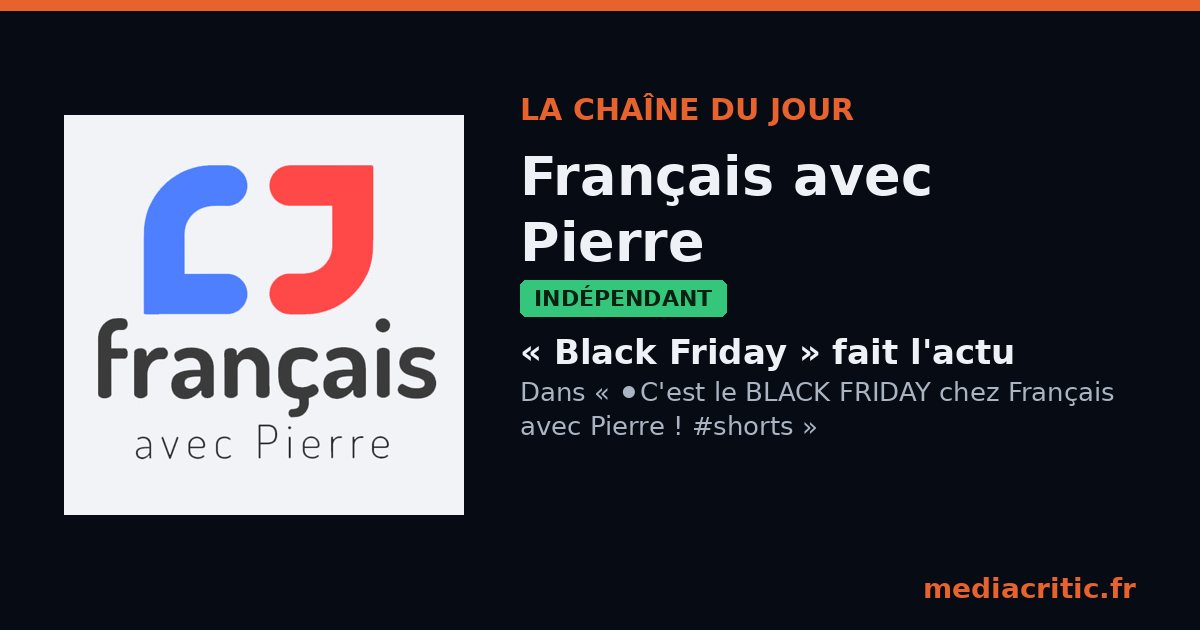 français
avec Pierre
LA CHAÎNE DU JOUR
Français avec
Pierre
INDÉPENDANT
« Black Friday » fait l'actu
Dans « ⚫C'est le BLACK FRIDAY chez Français
avec Pierre ! #shorts »
mediacritic.fr